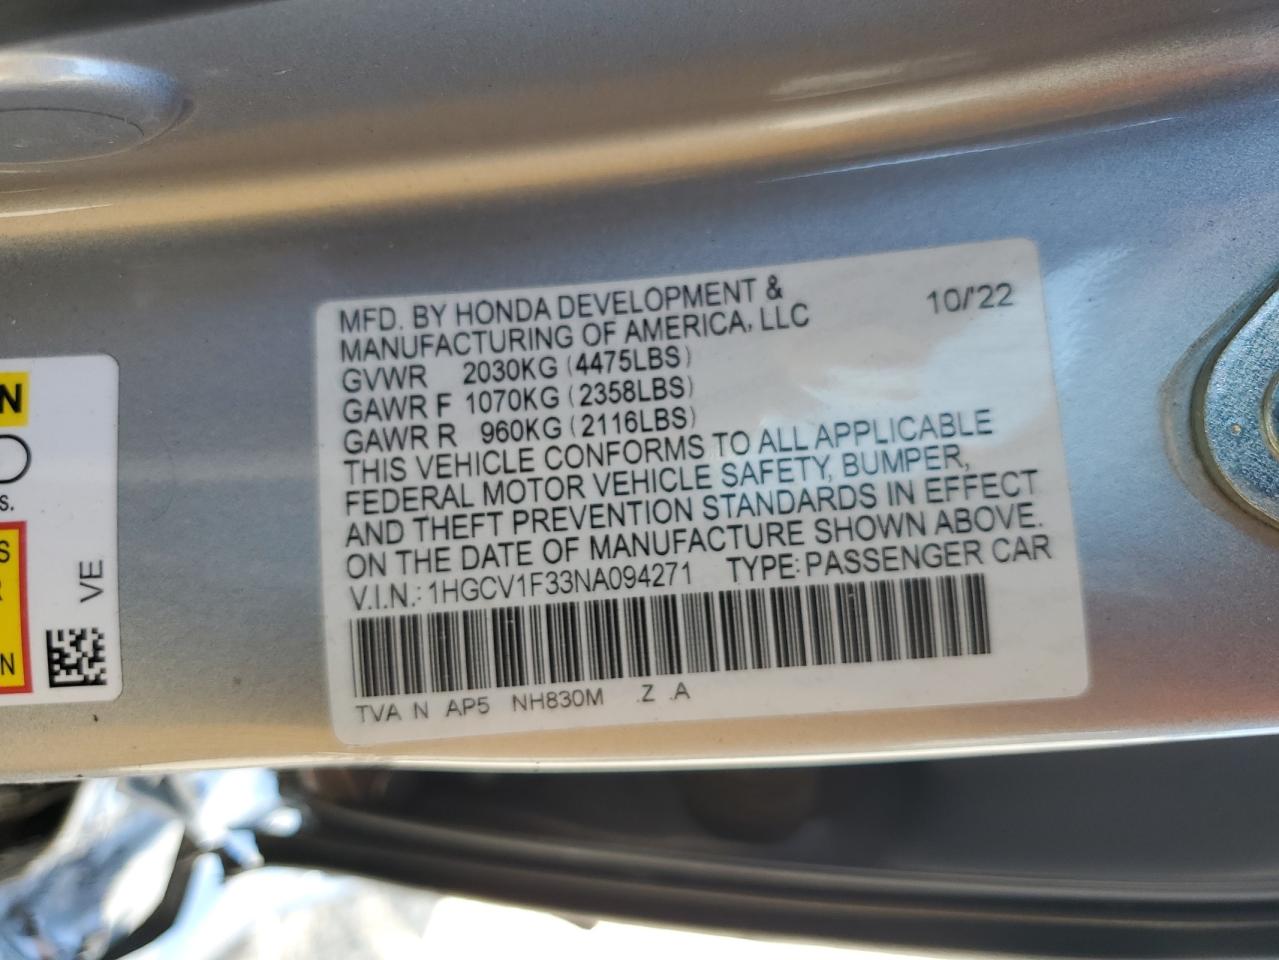 MFD. BY HONDA DEVELOPMENT & 10/'22
MANUFACTURING OF AMERICA, LLC
GVWR 2030KG (4475LBS)
GAWR F 1070KG (2358LBS)
GAWR R 960KG (2116LBS)
THIS VEHICLE CONFORMS TO ALL APPLICABLE
FEDERAL MOTOR VEHICLE SAFETY, BUMPER,
AND THEFT PREVENTION STANDARDS IN EFFECT
ON THE DATE OF MANUFACTURE SHOWN ABOVE.
V.I.N.: 1HGCV1F33NA094271 TYPE: PASSENGER CAR
TVA N AP5 NH830M .Z .A
N
S.
S
R
N
VE